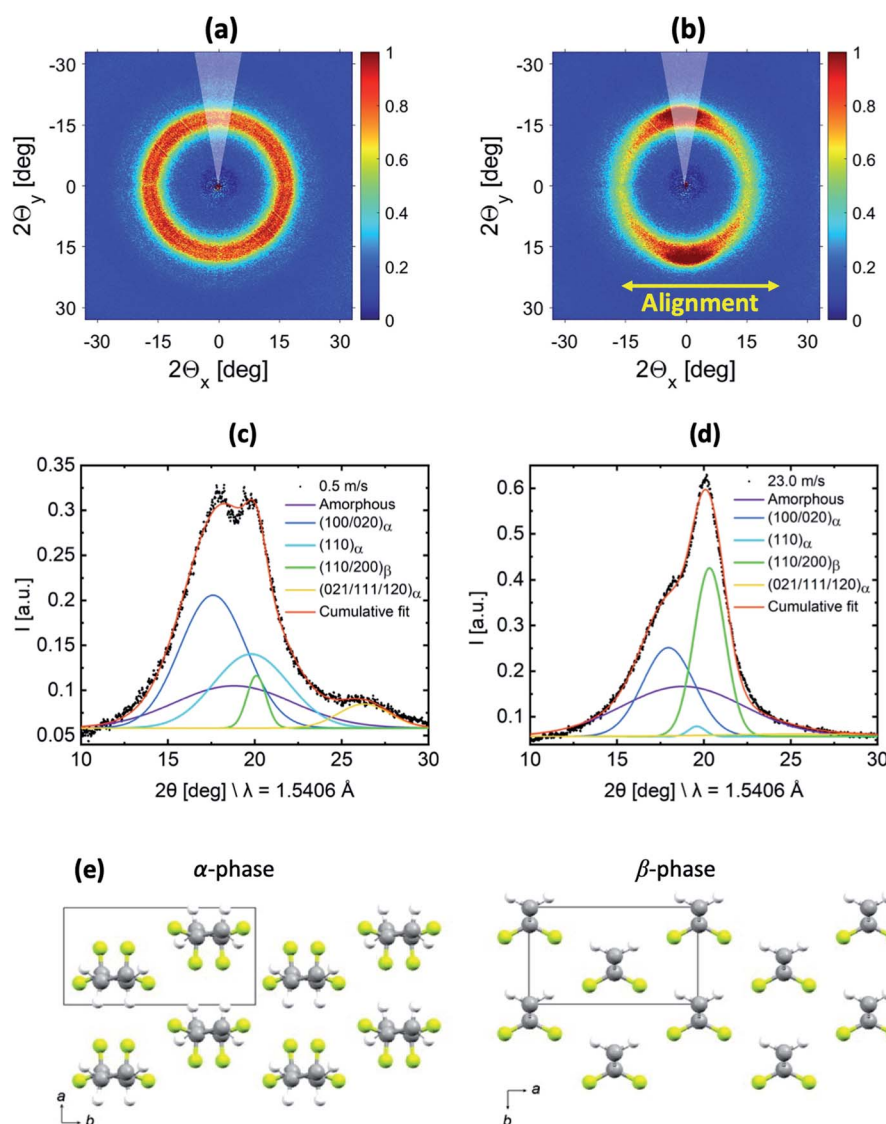 (a)
-33
-15
0
15
30
-30 -15 0 15 30
2Θy [deg]
2Θx [deg]
1
0.8
0.6
0.4
0.2
0
(b)
-33
-15
0
15
30
-30 -15 0 15 30
2Θy [deg]
2Θx [deg]
Alignment
1
0.8
0.6
0.4
0.2
0
(c)
0.35
0.3
0.25
0.2
0.15
0.1
0.05
I [a.u.]
0.5 m/s
Amorphous
(100/020)α
(110)α
(110/200)β
(021/111/120)α
Cumulative fit
10 15 20 25 30
2θ [deg] \ λ = 1.5406 Å
(d)
0.6
0.5
0.4
0.3
0.2
0.1
I [a.u.]
23.0 m/s
Amorphous
(100/020)α
(110)α
(110/200)β
(021/111/120)α
Cumulative fit
10 15 20 25 30
2θ [deg] \ λ = 1.5406 Å
(e)
α-phase
β-phase
a
b
a
b